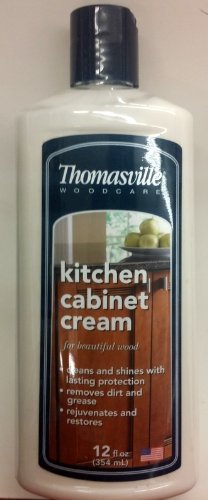 Thomasville
WOODCARE
kitchen
cabinet
cream
for beautiful wood
• cleans and shines with
lasting protection
• removes dirt and
grease
• rejuvenates and
restores
12 fl oz
(354 mL)